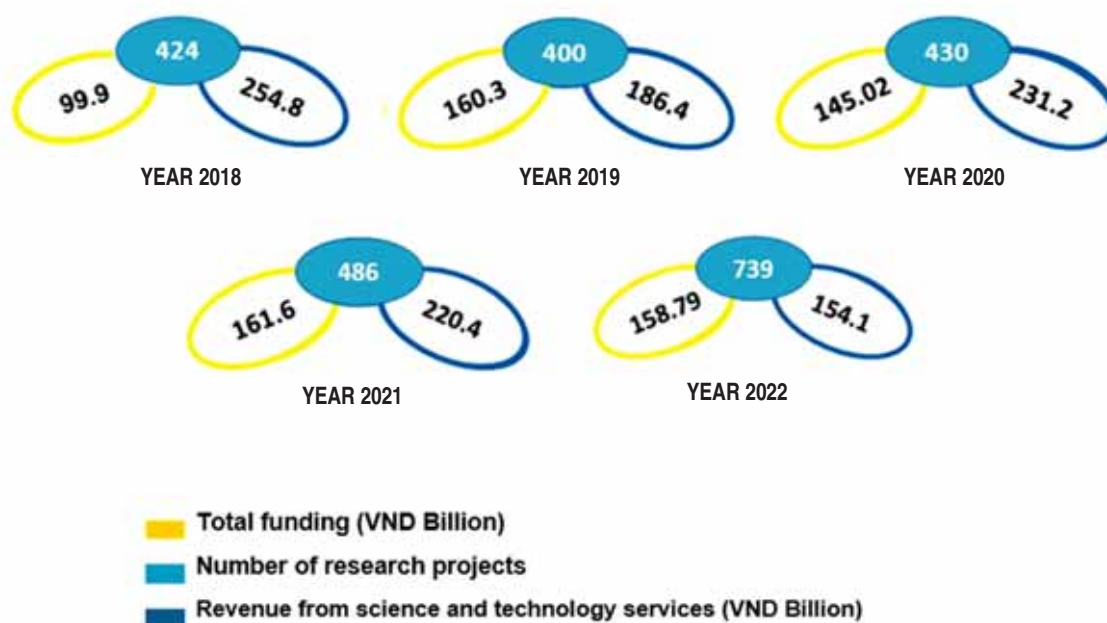 424
99.9
254.8
YEAR 2018
400
160.3
186.4
YEAR 2019
430
145.02
231.2
YEAR 2020
486
161.6
220.4
YEAR 2021
739
158.79
154.1
YEAR 2022
Total funding (VND Billion)
Number of research projects
Revenue from science and technology services (VND Billion)